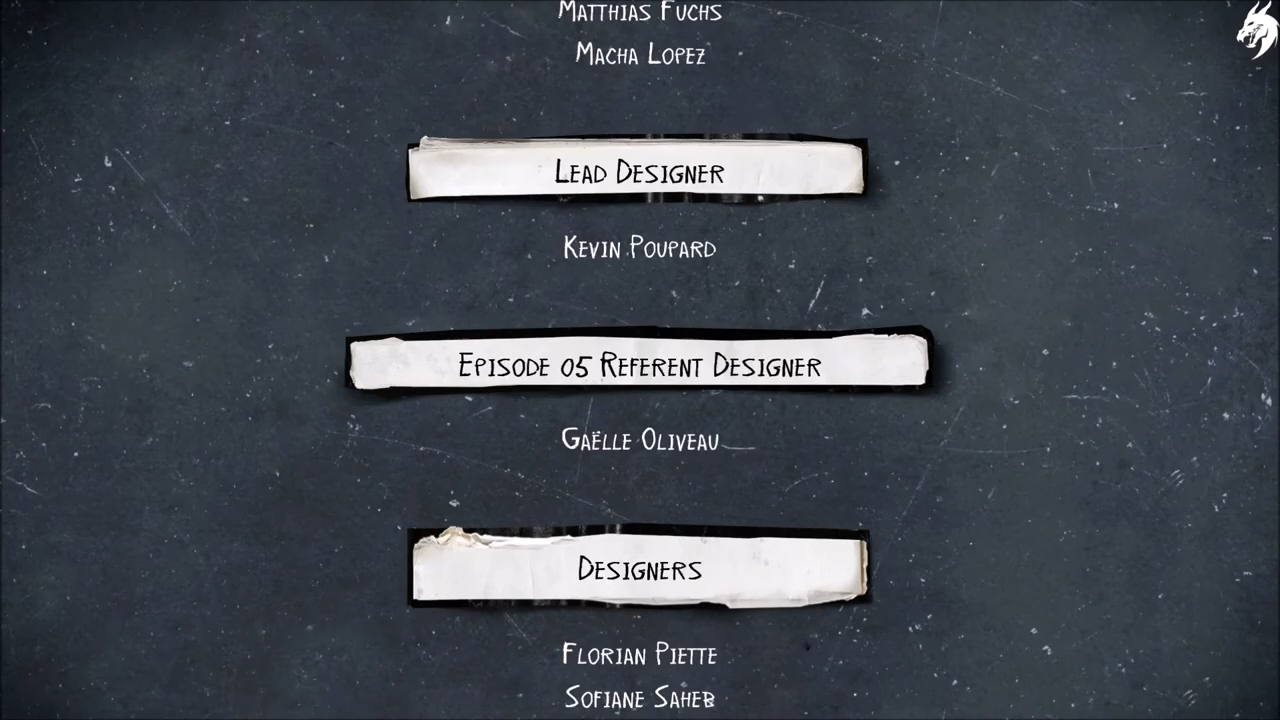 Matthias Fuchs
Macha Lopez
Lead Designer
Kevin Poupard
Episode 05 Referent Designer
Gaëlle Oliveau
Designers
Florian Piette
Sofiane Saheb